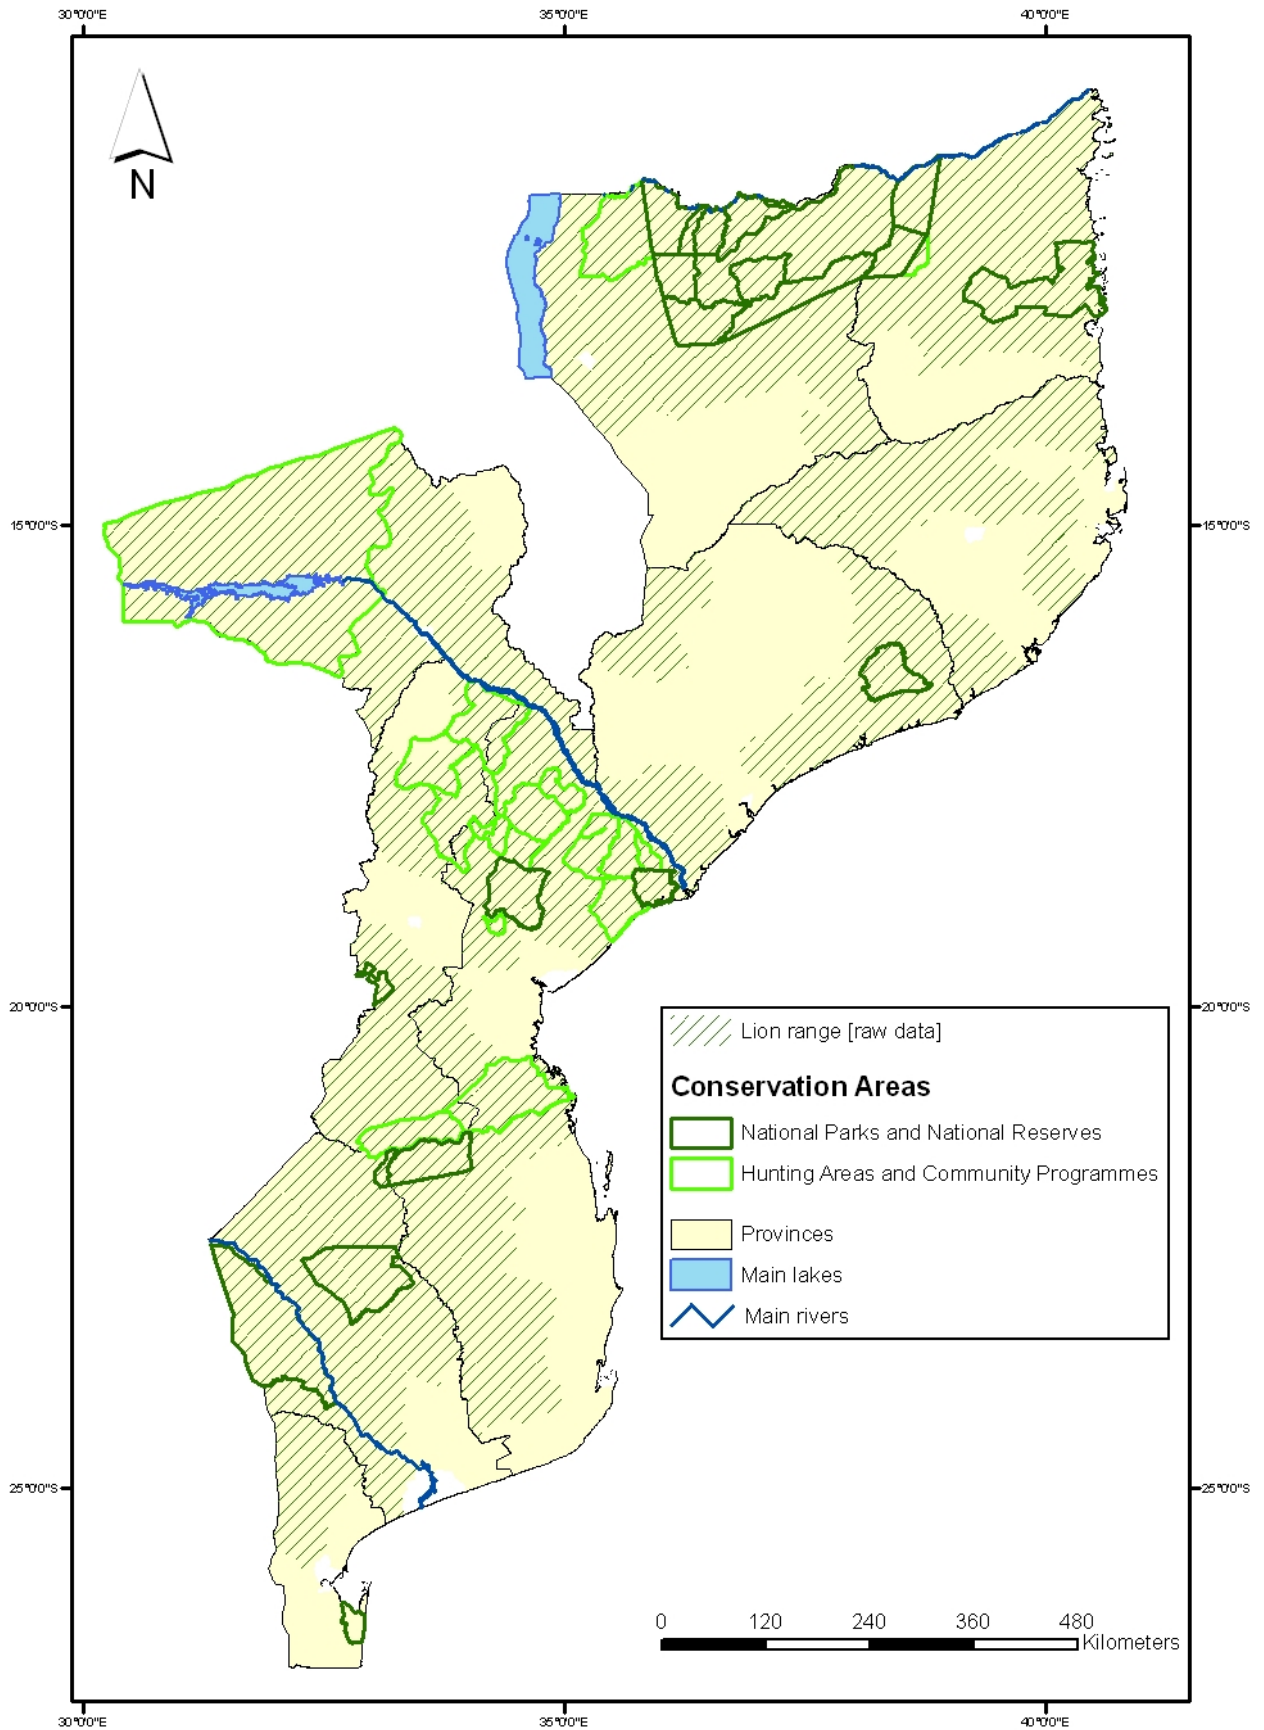 30°0'0"E 35°0'0"E 40°0'0"E
N
15°0'0"S 15°0'0"S
20°0'0"S 20°0'0"S
Lion range [raw data]
Conservation Areas
National Parks and National Reserves
Hunting Areas and Community Programmes
Provinces
Main lakes
Main rivers
25°0'0"S 25°0'0"S
0 120 240 360 480
Kilometers
30°0'0"E 35°0'0"E 40°0'0"E